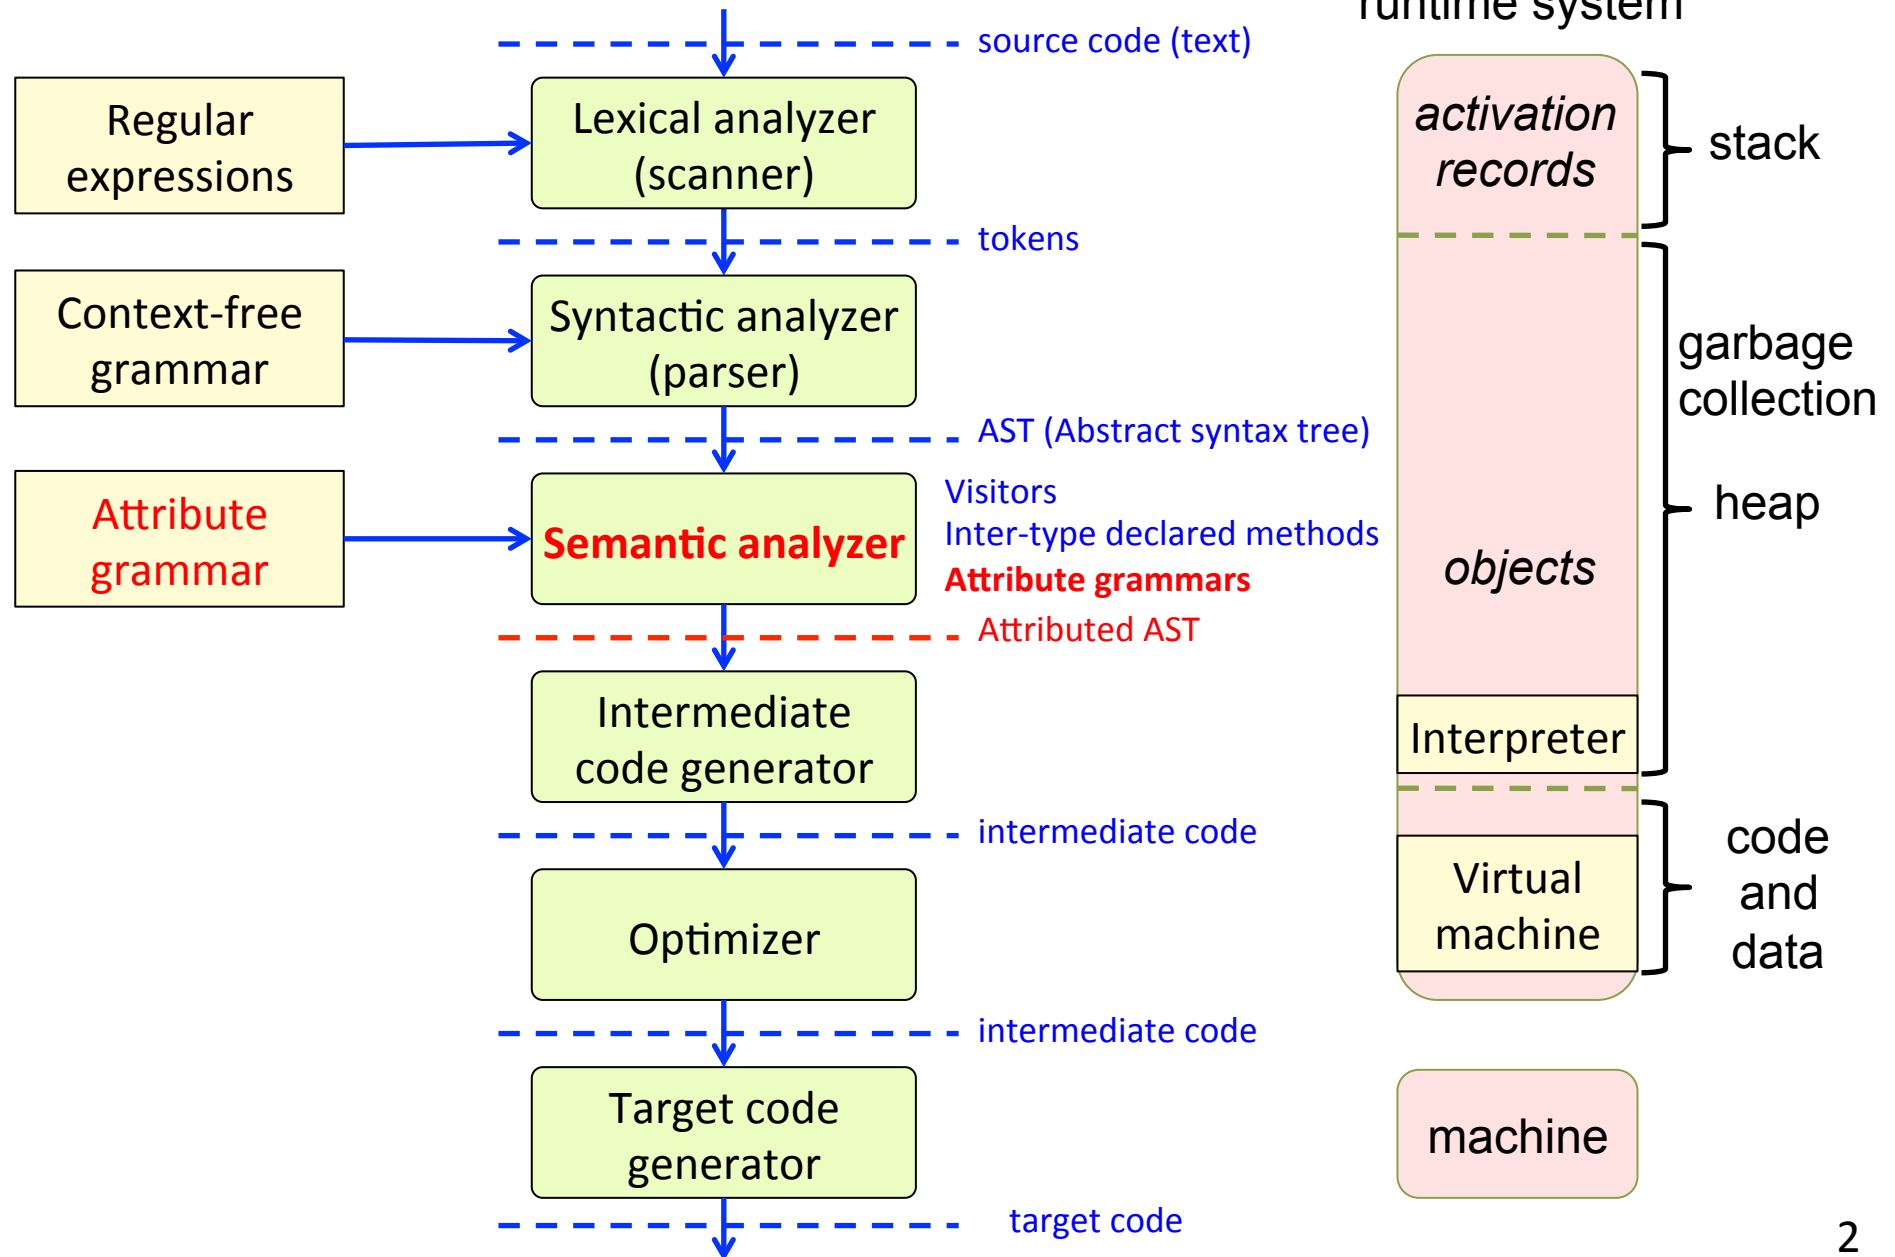 runtime system
source code (text)
Regular
expressions
Lexical analyzer
(scanner)
tokens
Context-free
grammar
Syntactic analyzer
(parser)
AST (Abstract syntax tree)
Attribute
grammar
Semantic analyzer
Visitors
Inter-type declared methods
Attribute grammars
Attributed AST
Intermediate
code generator
intermediate code
Optimizer
intermediate code
Target code
generator
target code
activation
records
stack
garbage
collection
heap
objects
Interpreter
Virtual
machine
code
and
data
machine
2